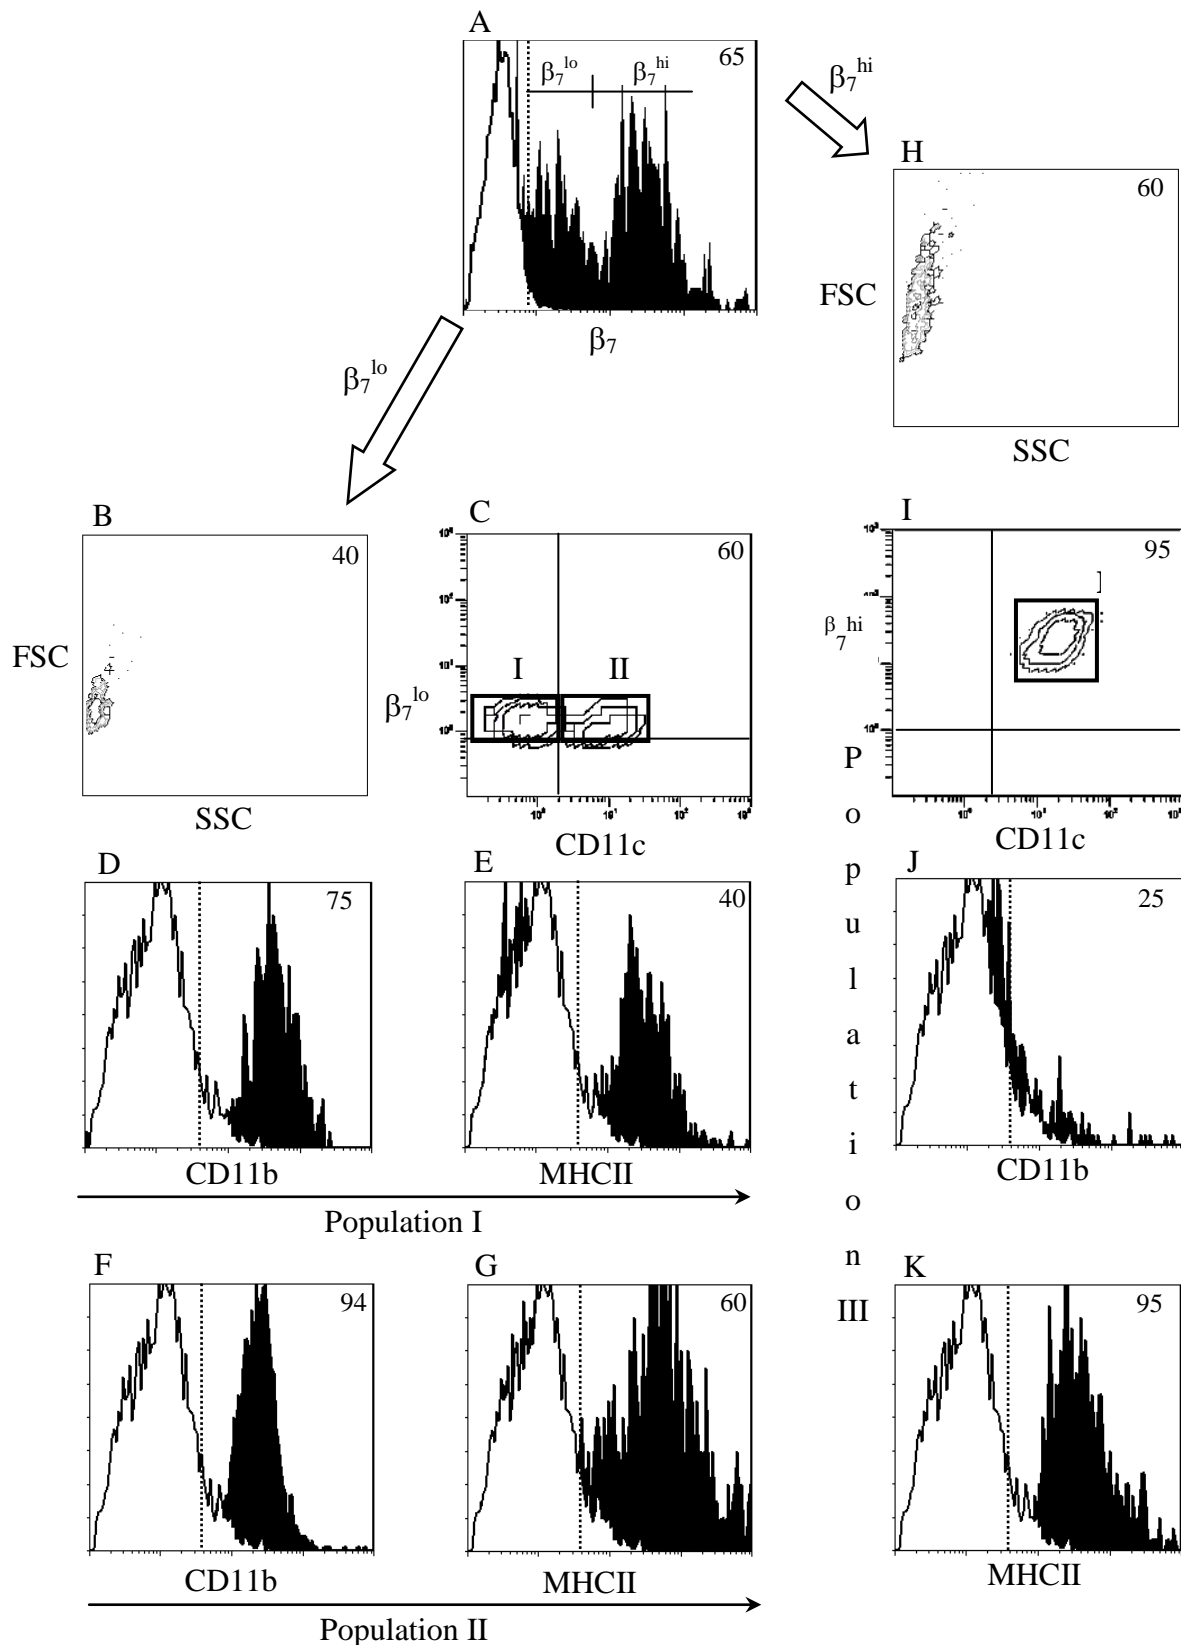 A
65
β7lo
β7hi
β7
β7hi
H
60
FSC
SSC
β7lo
B
40
FSC
SSC
C
60
I
II
β7lo
CD11c
I
95
β7hi
CD11c
D
75
CD11b
E
40
MHCII
Population I
J
25
CD11b
F
94
CD11b
G
60
MHCII
Population II
K
95
MHCII
P
o
p
u
l
a
t
i
o
n
III